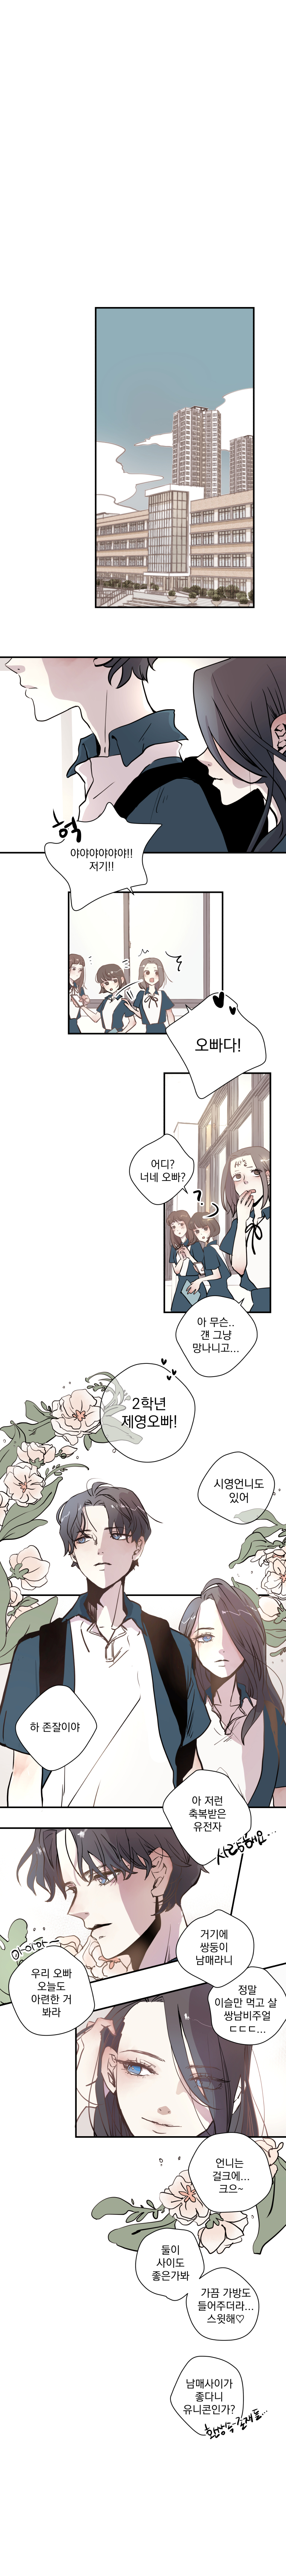 헉
야야야야야야!!
저기!!
오빠다!
어디?
너네 오빠?
?
아 무슨..
걘 그냥
망나니고...
2학년
제영오빠!
시영언니도
있어
하 존잘이야
아 저런
축복받은
유전자
사랑해요...
거기에
쌍둥이
남매라니
우리 오빠
오늘도
아련한 거
봐라
정말
이슬만 먹고 살
쌍남비주얼
ㄷㄷㄷ...
언니는
걸크에...
크으~
둘이
사이도
좋은가봐
가끔 가방도
들어주더라...
스윗해♡
남매사이가
좋다니
유니콘인가?